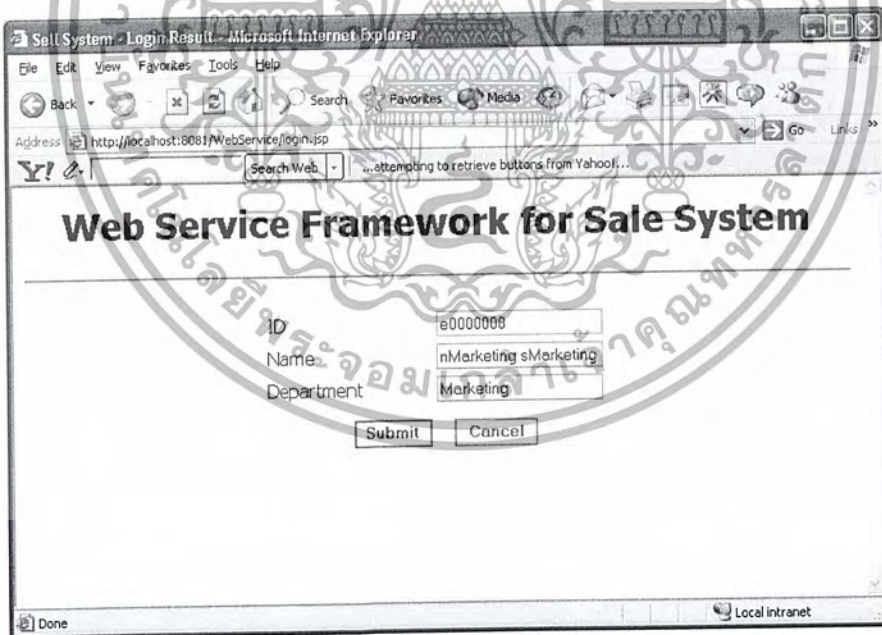 Sell System - Login Result - Microsoft Internet Explorer
File Edit View Favorites Tools Help
Back Search Favorites Media
Address http://localhost:8081/WebService/login.jsp Go Links »
Y! Search Web ...attempting to retrieve buttons from Yahoo!...
Web Service Framework for Sale System
ID e0000006
Name nMarketing sMarketing
Department Marketing
Submit Cancel
Done Local intranet